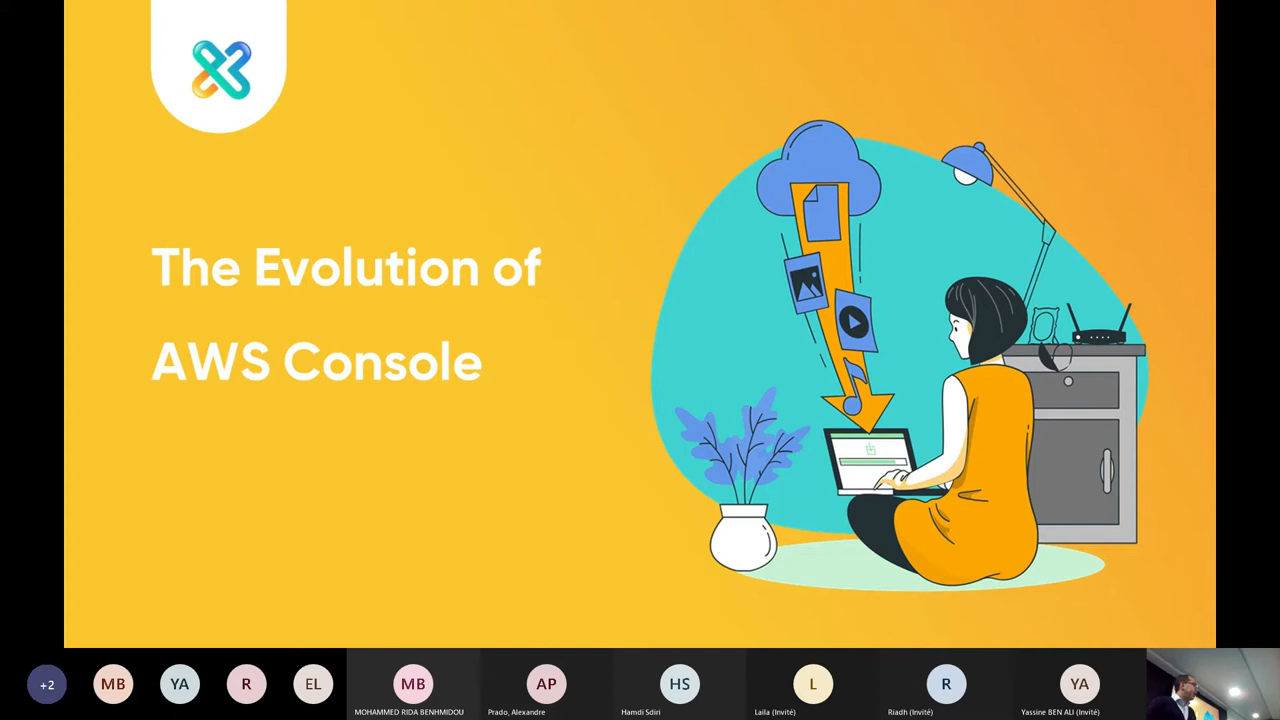 The Evolution of
AWS Console
+2
MB
YA
R
EL
MB
MOHAMMED RIDA BENHMIDOU
AP
Prado, Alexandre
HS
Hamdi Sdiri
L
Laila (Invité)
R
Riadh (Invité)
YA
Yassine BEN ALI (Invité)